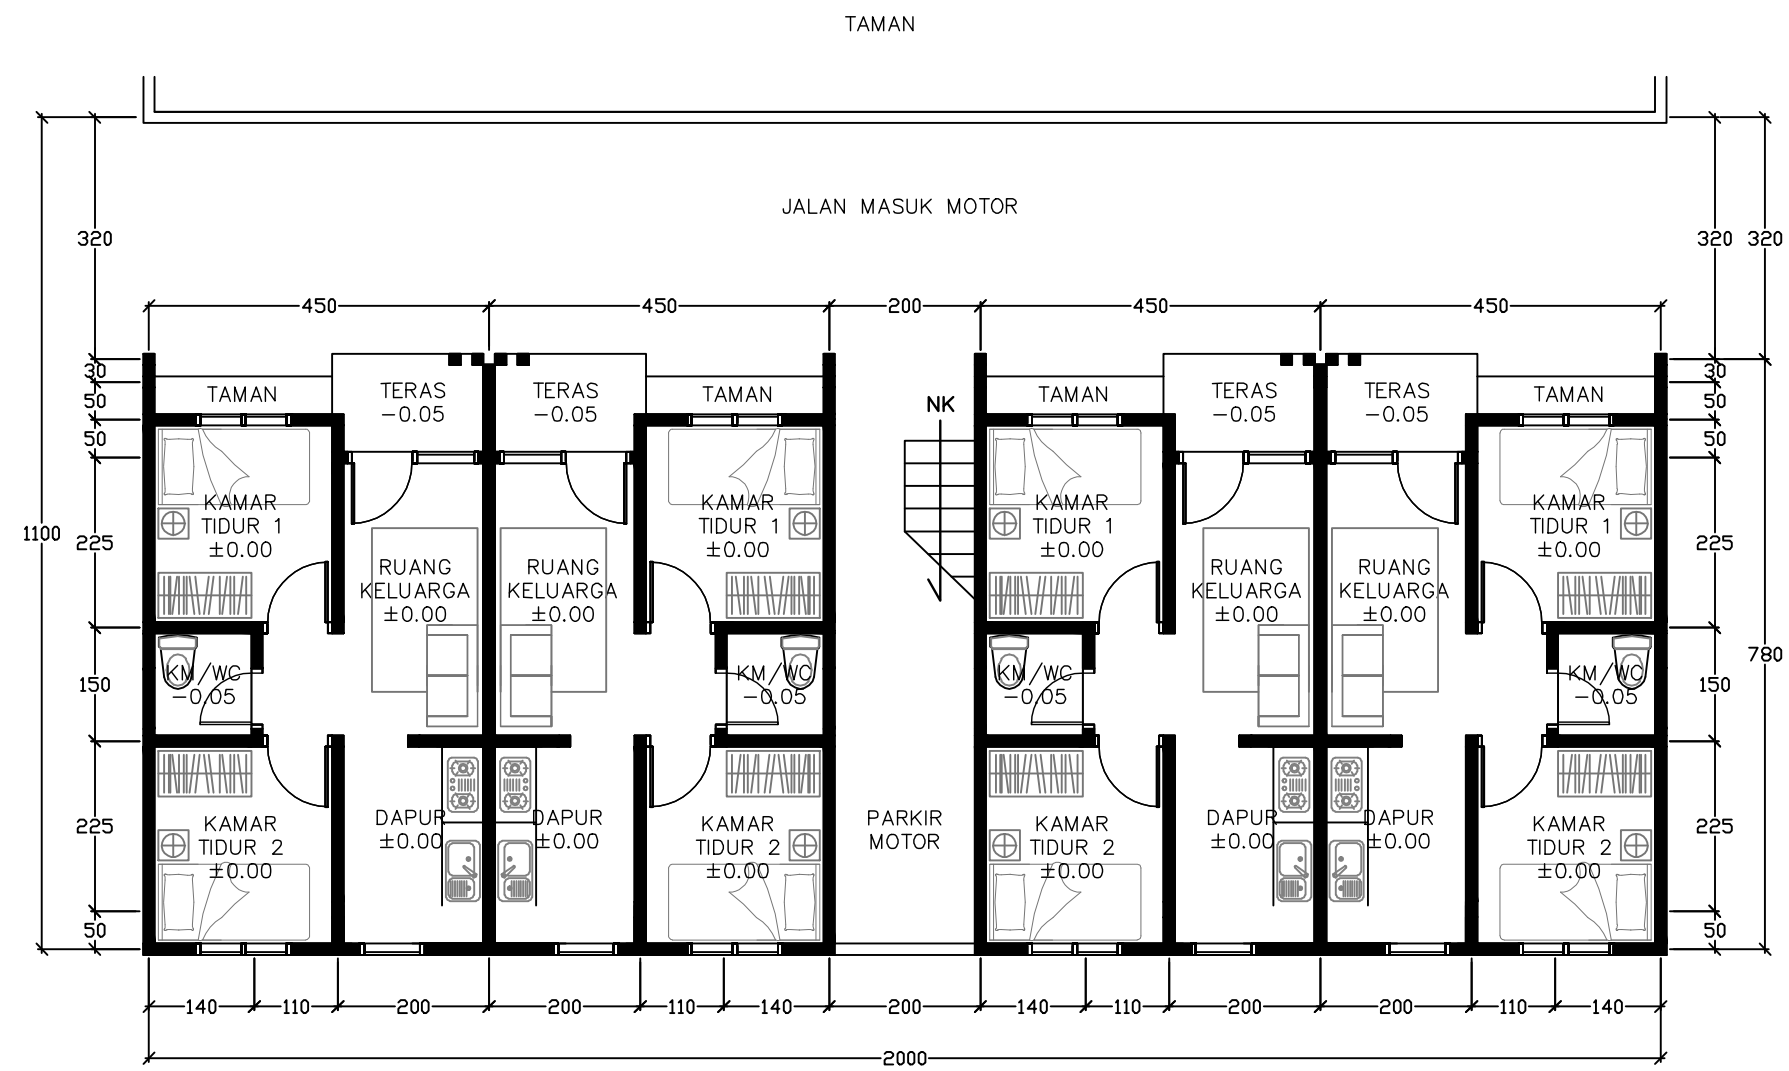 TAMAN
JALAN MASUK MOTOR
320
320
320
450
450
200
450
450
30
30
TAMAN
TERAS
-0.05
TERAS
-0.05
TAMAN
TAMAN
TERAS
-0.05
TERAS
-0.05
TAMAN
50
50
NK
50
50
KAMAR
TIDUR 1
±0.00
KAMAR
TIDUR 1
±0.00
KAMAR
TIDUR 1
±0.00
KAMAR
TIDUR 1
±0.00
1100
225
225
RUANG
KELUARGA
±0.00
RUANG
KELUARGA
±0.00
RUANG
KELUARGA
±0.00
RUANG
KELUARGA
±0.00
780
KM/WC
-0.05
KM/WC
-0.05
KM/WC
-0.05
KM/WC
-0.05
150
150
225
225
KAMAR
TIDUR 2
±0.00
DAPUR
±0.00
DAPUR
±0.00
KAMAR
TIDUR 2
±0.00
PARKIR
MOTOR
KAMAR
TIDUR 2
±0.00
DAPUR
±0.00
DAPUR
±0.00
KAMAR
TIDUR 2
±0.00
50
50
140
110
200
200
110
140
200
140
110
200
200
110
140
2000